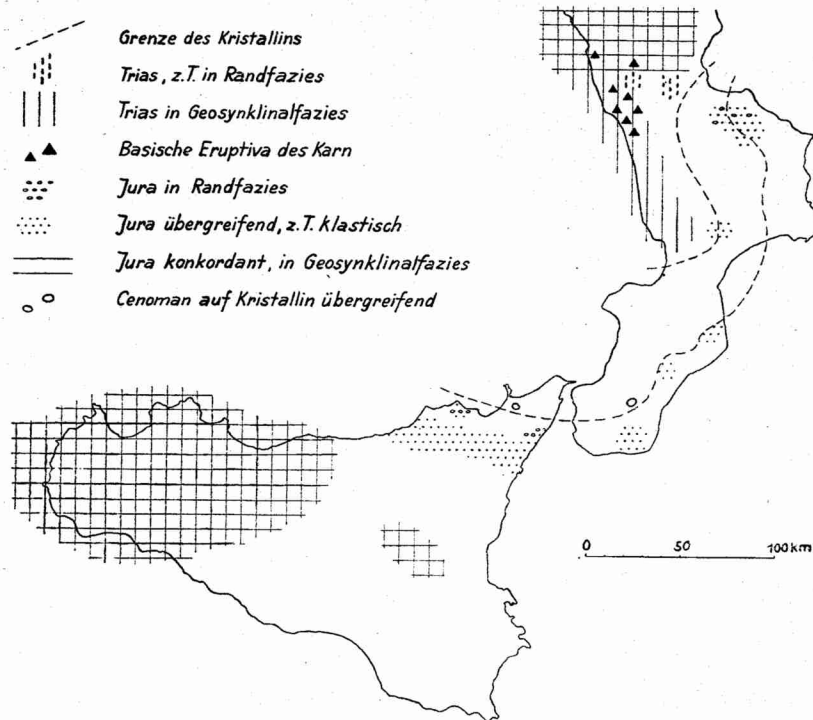 Grenze des Kristallins
Trias, z.T. in Randfazies
Trias in Geosynklinalfazies
Basische Eruptiva des Karn
Jura in Randfazies
Jura übergreifend, z.T. klastisch
Jura konkordant, in Geosynklinalfazies
Cenoman auf Kristallin übergreifend
0 50 100 km